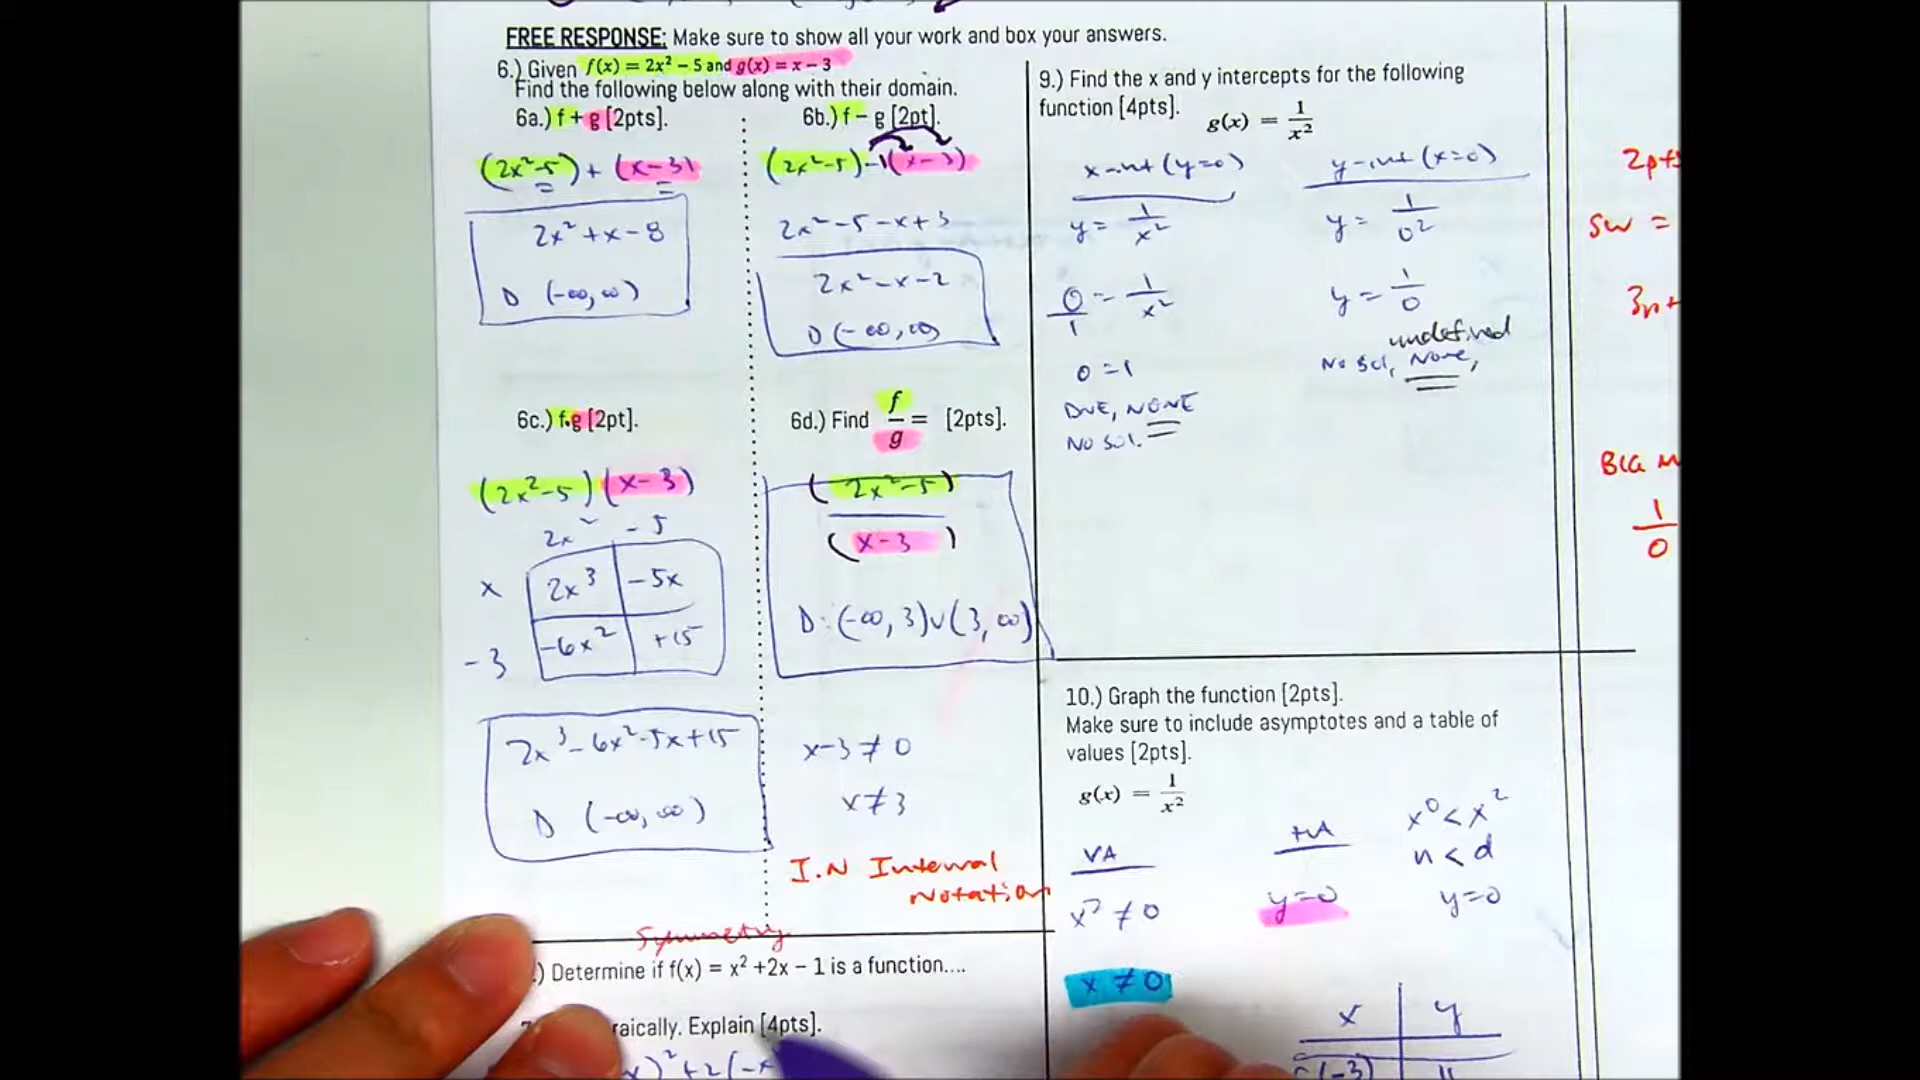 FREE RESPONSE: Make sure to show all your work and box your answers.
6.) Given f(x) = 2x² − 5 and g(x) = x − 3
Find the following below along with their domain.
6a.) f + g [2pts].
(2x²-5) + (x-3)
2x² + x - 8
D (-∞, ∞)
6b.) f − g [2pt].
(2x²-5) -1(x-3)
2x² - 5 - x + 3
2x² - x - 2
D (-∞, ∞)
6c.) f·g [2pt].
(2x²-5)(x-3)
2x² - 5
x 2x³ -5x
-3 -6x² +15
2x³ - 6x² - 5x + 15
D (-∞, ∞)
6d.) Find f/g = [2pts].
(2x²-5)
(x-3)
D: (-∞, 3) ∪ (3, ∞)
x-3 ≠ 0
x ≠ 3
I.N Interval
Notation
Symmetry
.) Determine if f(x) = x² +2x − 1 is a function....
raically. Explain [4pts].
x)² + 2(-x
9.) Find the x and y intercepts for the following
function [4pts].
g(x) = 1/x²
x-int (y=0)
y = 1/x²
0/1 = 1/x²
0 = 1
DNE, NONE
No sol.
y-int (x=0)
y = 1/0²
y = 1/0
undefined
No sol, None,
10.) Graph the function [2pts].
Make sure to include asymptotes and a table of
values [2pts].
g(x) = 1/x²
VA
x² ≠ 0
x ≠ 0
HA
y=0
x⁰ < x²
n < d
y=0
x y
(-3)
2pts
SW =
BCA
1/0